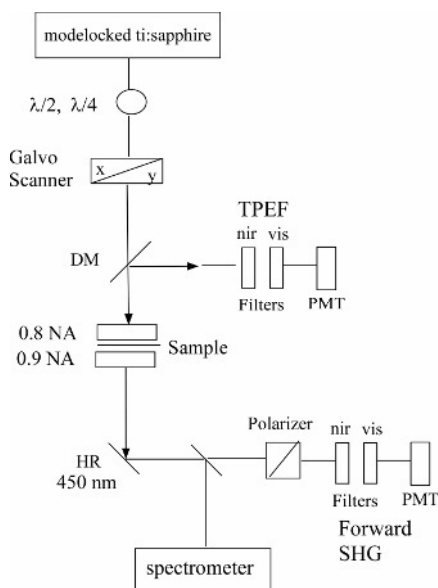 modelocked ti:sapphire
λ/2, λ/4
Galvo
Scanner
x
y
TPEF
nir vis
DM
Filters
PMT
0.8 NA
Sample
0.9 NA
Polarizer
nir vis
HR
450 nm
Filters
PMT
Forward
SHG
spectrometer